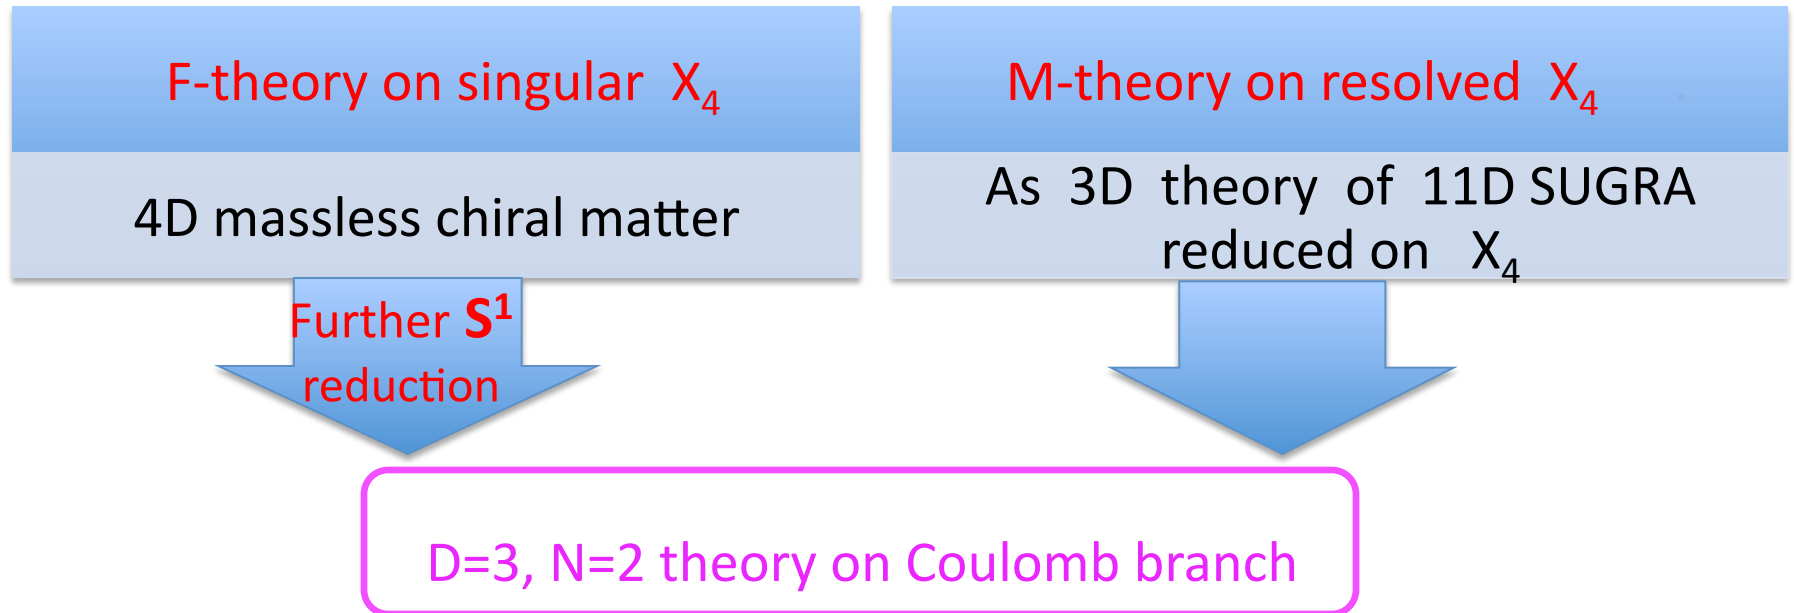 F-theory on singular X₄
4D massless chiral matter
Further S¹
reduction
M-theory on resolved X₄
As 3D theory of 11D SUGRA
reduced on X₄
D=3, N=2 theory on Coulomb branch